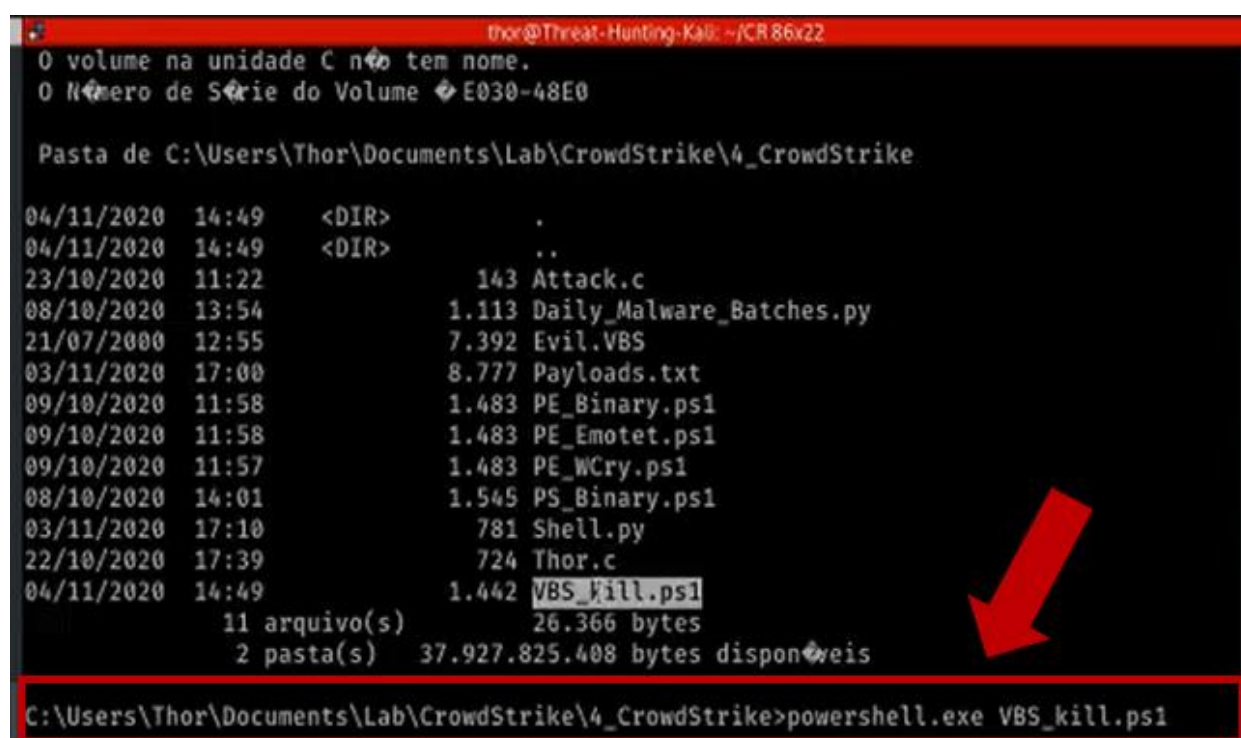 thor@Threat-Hunting-Kali: ~/CR 86x22
O volume na unidade C n�o tem nome.
O N�mero de S�rie do Volume � E030-48E0
Pasta de C:\Users\Thor\Documents\Lab\CrowdStrike\4_CrowdStrike
04/11/2020 14:49 <DIR> .
04/11/2020 14:49 <DIR> ..
23/10/2020 11:22 143 Attack.c
08/10/2020 13:54 1.113 Daily_Malware_Batches.py
21/07/2000 12:55 7.392 Evil.VBS
03/11/2020 17:00 8.777 Payloads.txt
09/10/2020 11:58 1.483 PE_Binary.ps1
09/10/2020 11:58 1.483 PE_Emotet.ps1
09/10/2020 11:57 1.483 PE_WCry.ps1
08/10/2020 14:01 1.545 PS_Binary.ps1
03/11/2020 17:10 781 Shell.py
22/10/2020 17:39 724 Thor.c
04/11/2020 14:49 1.442 VBS_kill.ps1
11 arquivo(s) 26.366 bytes
2 pasta(s) 37.927.825.408 bytes dispon�veis
C:\Users\Thor\Documents\Lab\CrowdStrike\4_CrowdStrike>powershell.exe VBS_kill.ps1